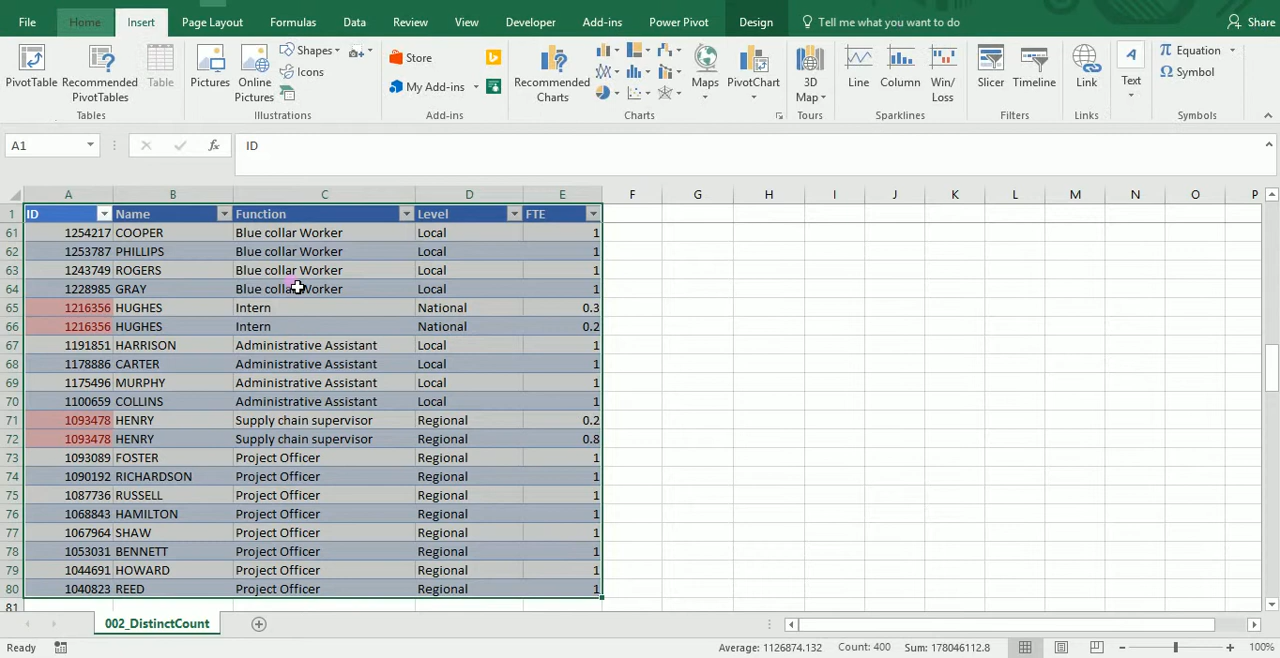 File Home Insert Page Layout Formulas Data Review View Developer Add-ins Power Pivot Design Tell me what you want to do Share
PivotTable Recommended PivotTables Table
Tables
Pictures Online Pictures Shapes Icons
Illustrations
Store
My Add-ins
Add-ins
Recommended Charts Maps PivotChart
Charts
3D Map
Tours
Line Column Win/Loss
Sparklines
Slicer Timeline
Filters
Link
Links
A Text
π Equation
Ω Symbol
Symbols
A1 fx ID
A B C D E F G H I J K L M N O P
1 ID Name Function Level FTE
61 1254217 COOPER Blue collar Worker Local 1
62 1253787 PHILLIPS Blue collar Worker Local 1
63 1243749 ROGERS Blue collar Worker Local 1
64 1228985 GRAY Blue collar Worker Local 1
65 1216356 HUGHES Intern National 0.3
66 1216356 HUGHES Intern National 0.2
67 1191851 HARRISON Administrative Assistant Local 1
68 1178886 CARTER Administrative Assistant Local 1
69 1175496 MURPHY Administrative Assistant Local 1
70 1100659 COLLINS Administrative Assistant Local 1
71 1093478 HENRY Supply chain supervisor Regional 0.2
72 1093478 HENRY Supply chain supervisor Regional 0.8
73 1093089 FOSTER Project Officer Regional 1
74 1090192 RICHARDSON Project Officer Regional 1
75 1087736 RUSSELL Project Officer Regional 1
76 1068843 HAMILTON Project Officer Regional 1
77 1067964 SHAW Project Officer Regional 1
78 1053031 BENNETT Project Officer Regional 1
79 1044691 HOWARD Project Officer Regional 1
80 1040823 REED Project Officer Regional 1
81
002_DistinctCount
Ready Average: 1126874.132 Count: 400 Sum: 178046112.8 100%